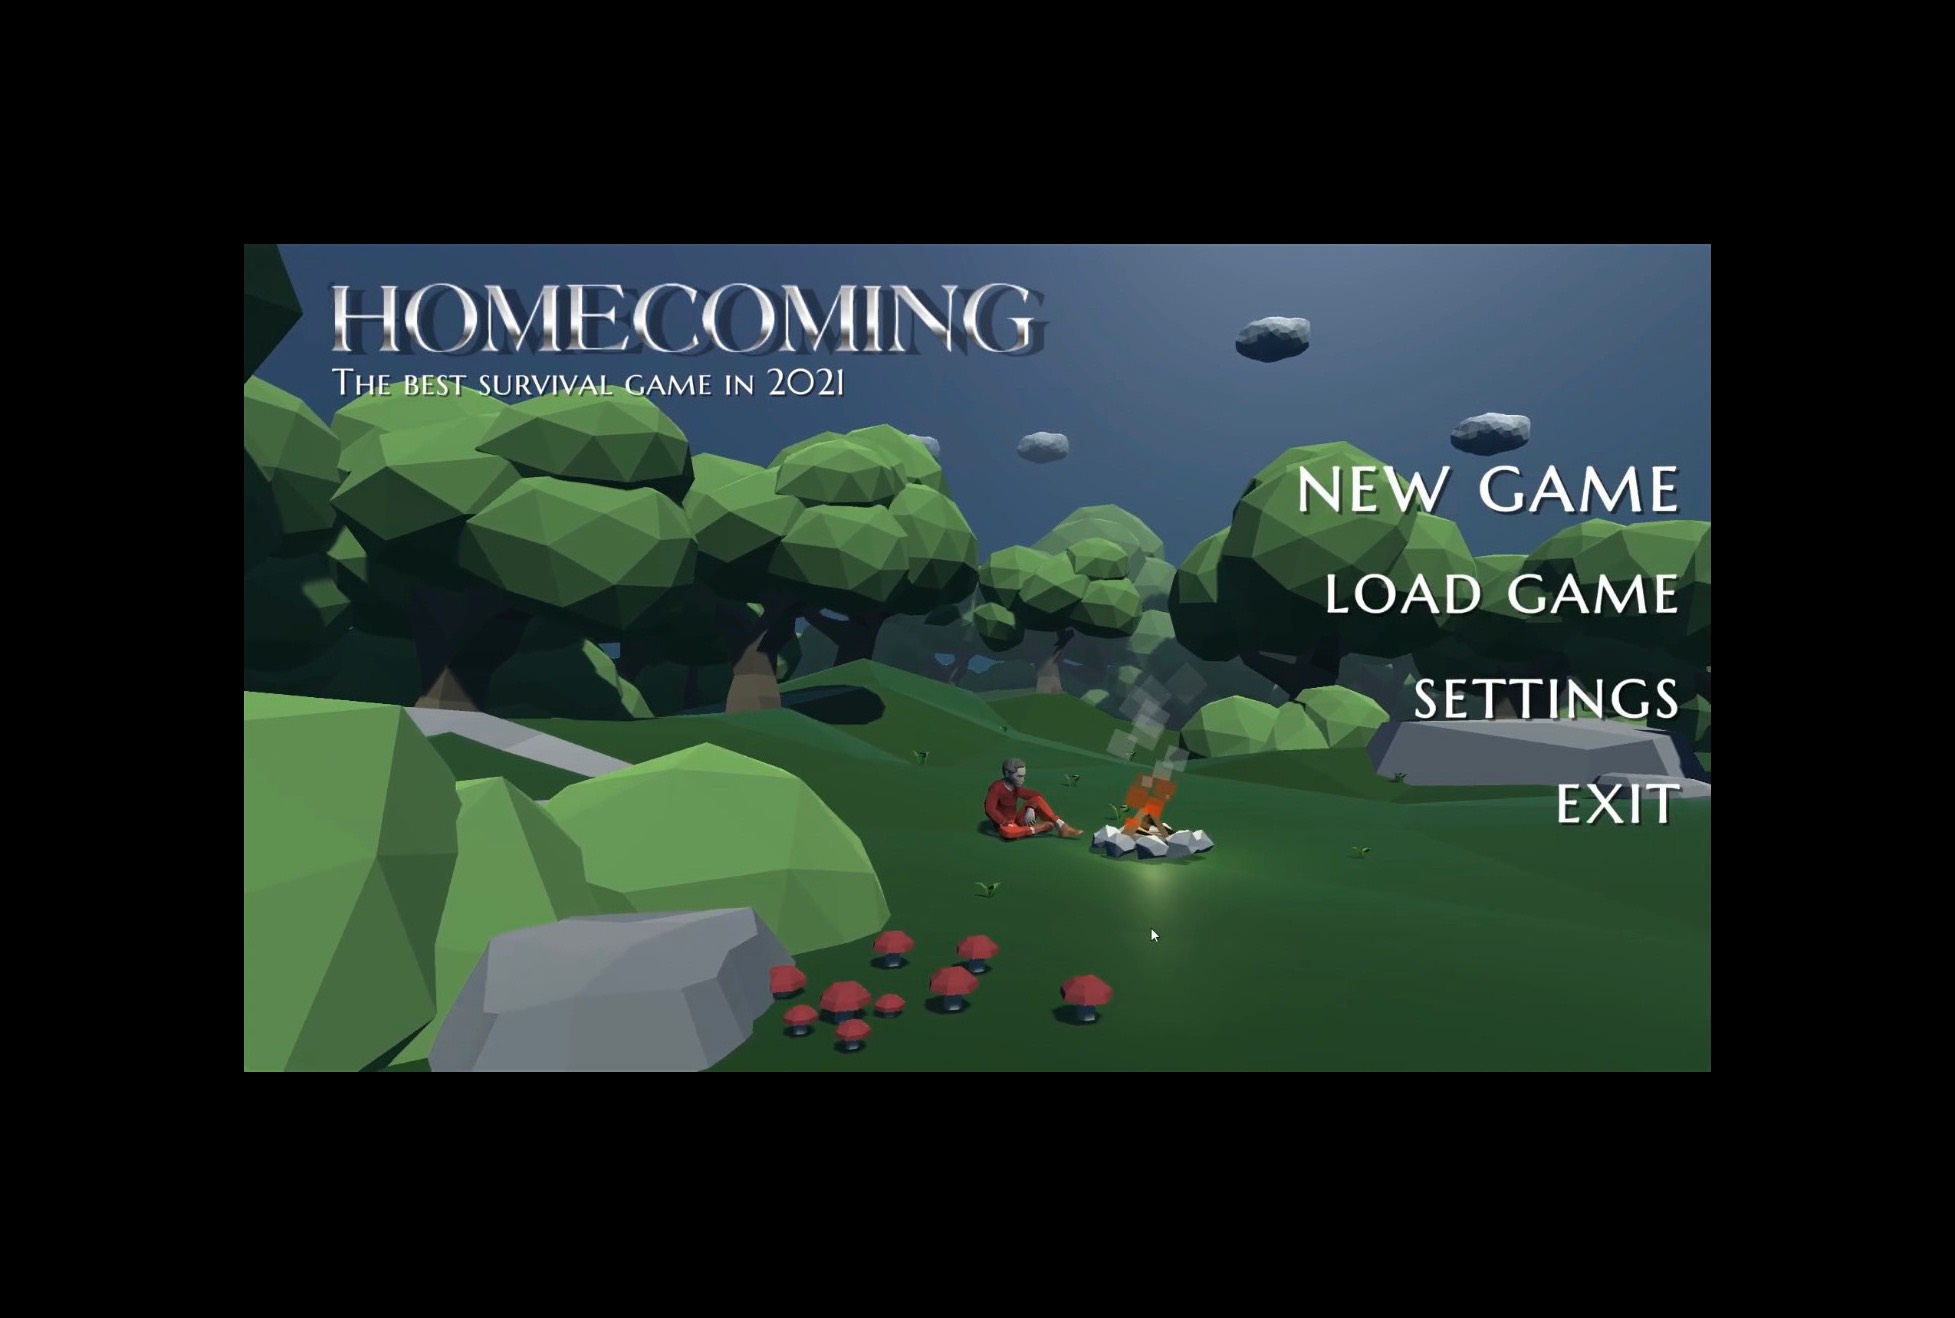 HOMECOMING
The best survival game in 2021
NEW GAME
LOAD GAME
SETTINGS
EXIT